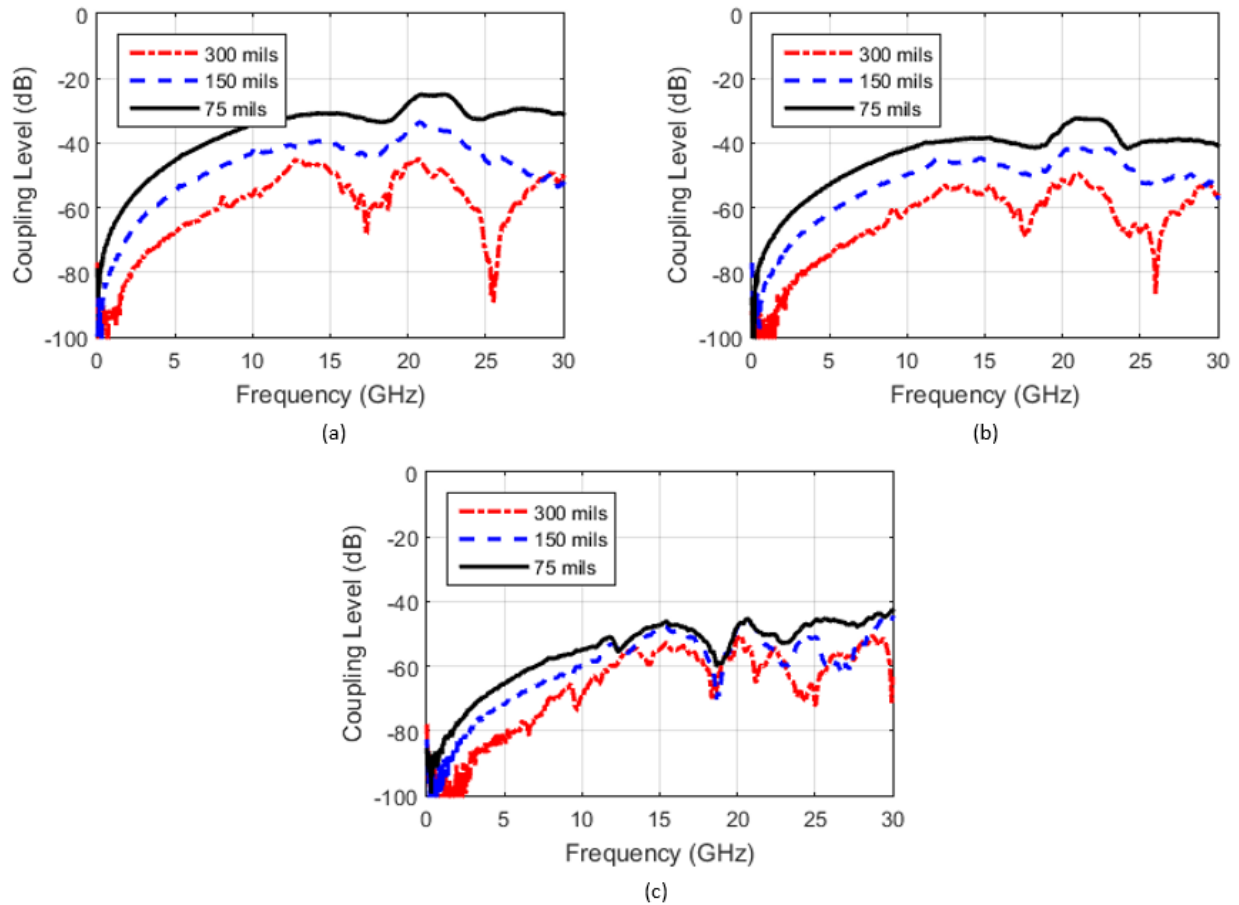 0
-20
-40
-60
-80
-100
Coupling Level (dB)
300 mils
150 mils
75 mils
0 5 10 15 20 25 30
Frequency (GHz)
(a)
0
-20
-40
-60
-80
-100
Coupling Level (dB)
300 mils
150 mils
75 mils
0 5 10 15 20 25 30
Frequency (GHz)
(b)
0
-20
-40
-60
-80
-100
Coupling Level (dB)
300 mils
150 mils
75 mils
0 5 10 15 20 25 30
Frequency (GHz)
(c)